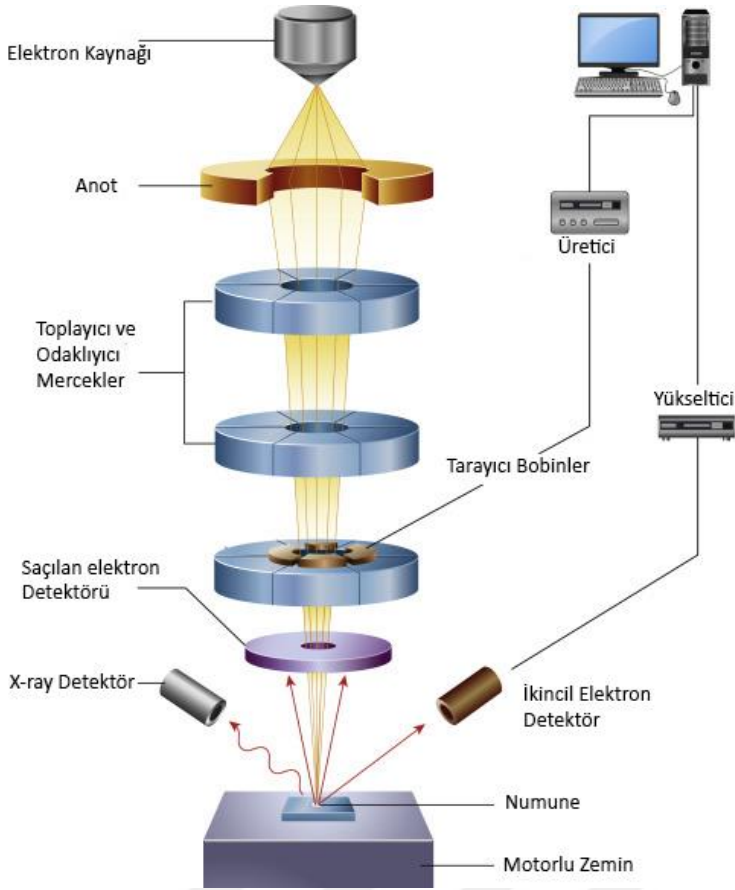 Elektron Kaynağı
Anot
Üretici
Toplayıcı ve
Odaklıyıcı
Mercekler
Yükseltici
Tarayıcı Bobinler
Saçılan elektron
Detektörü
X-ray Detektör
İkincil Elektron
Detektör
Numune
Motorlu Zemin